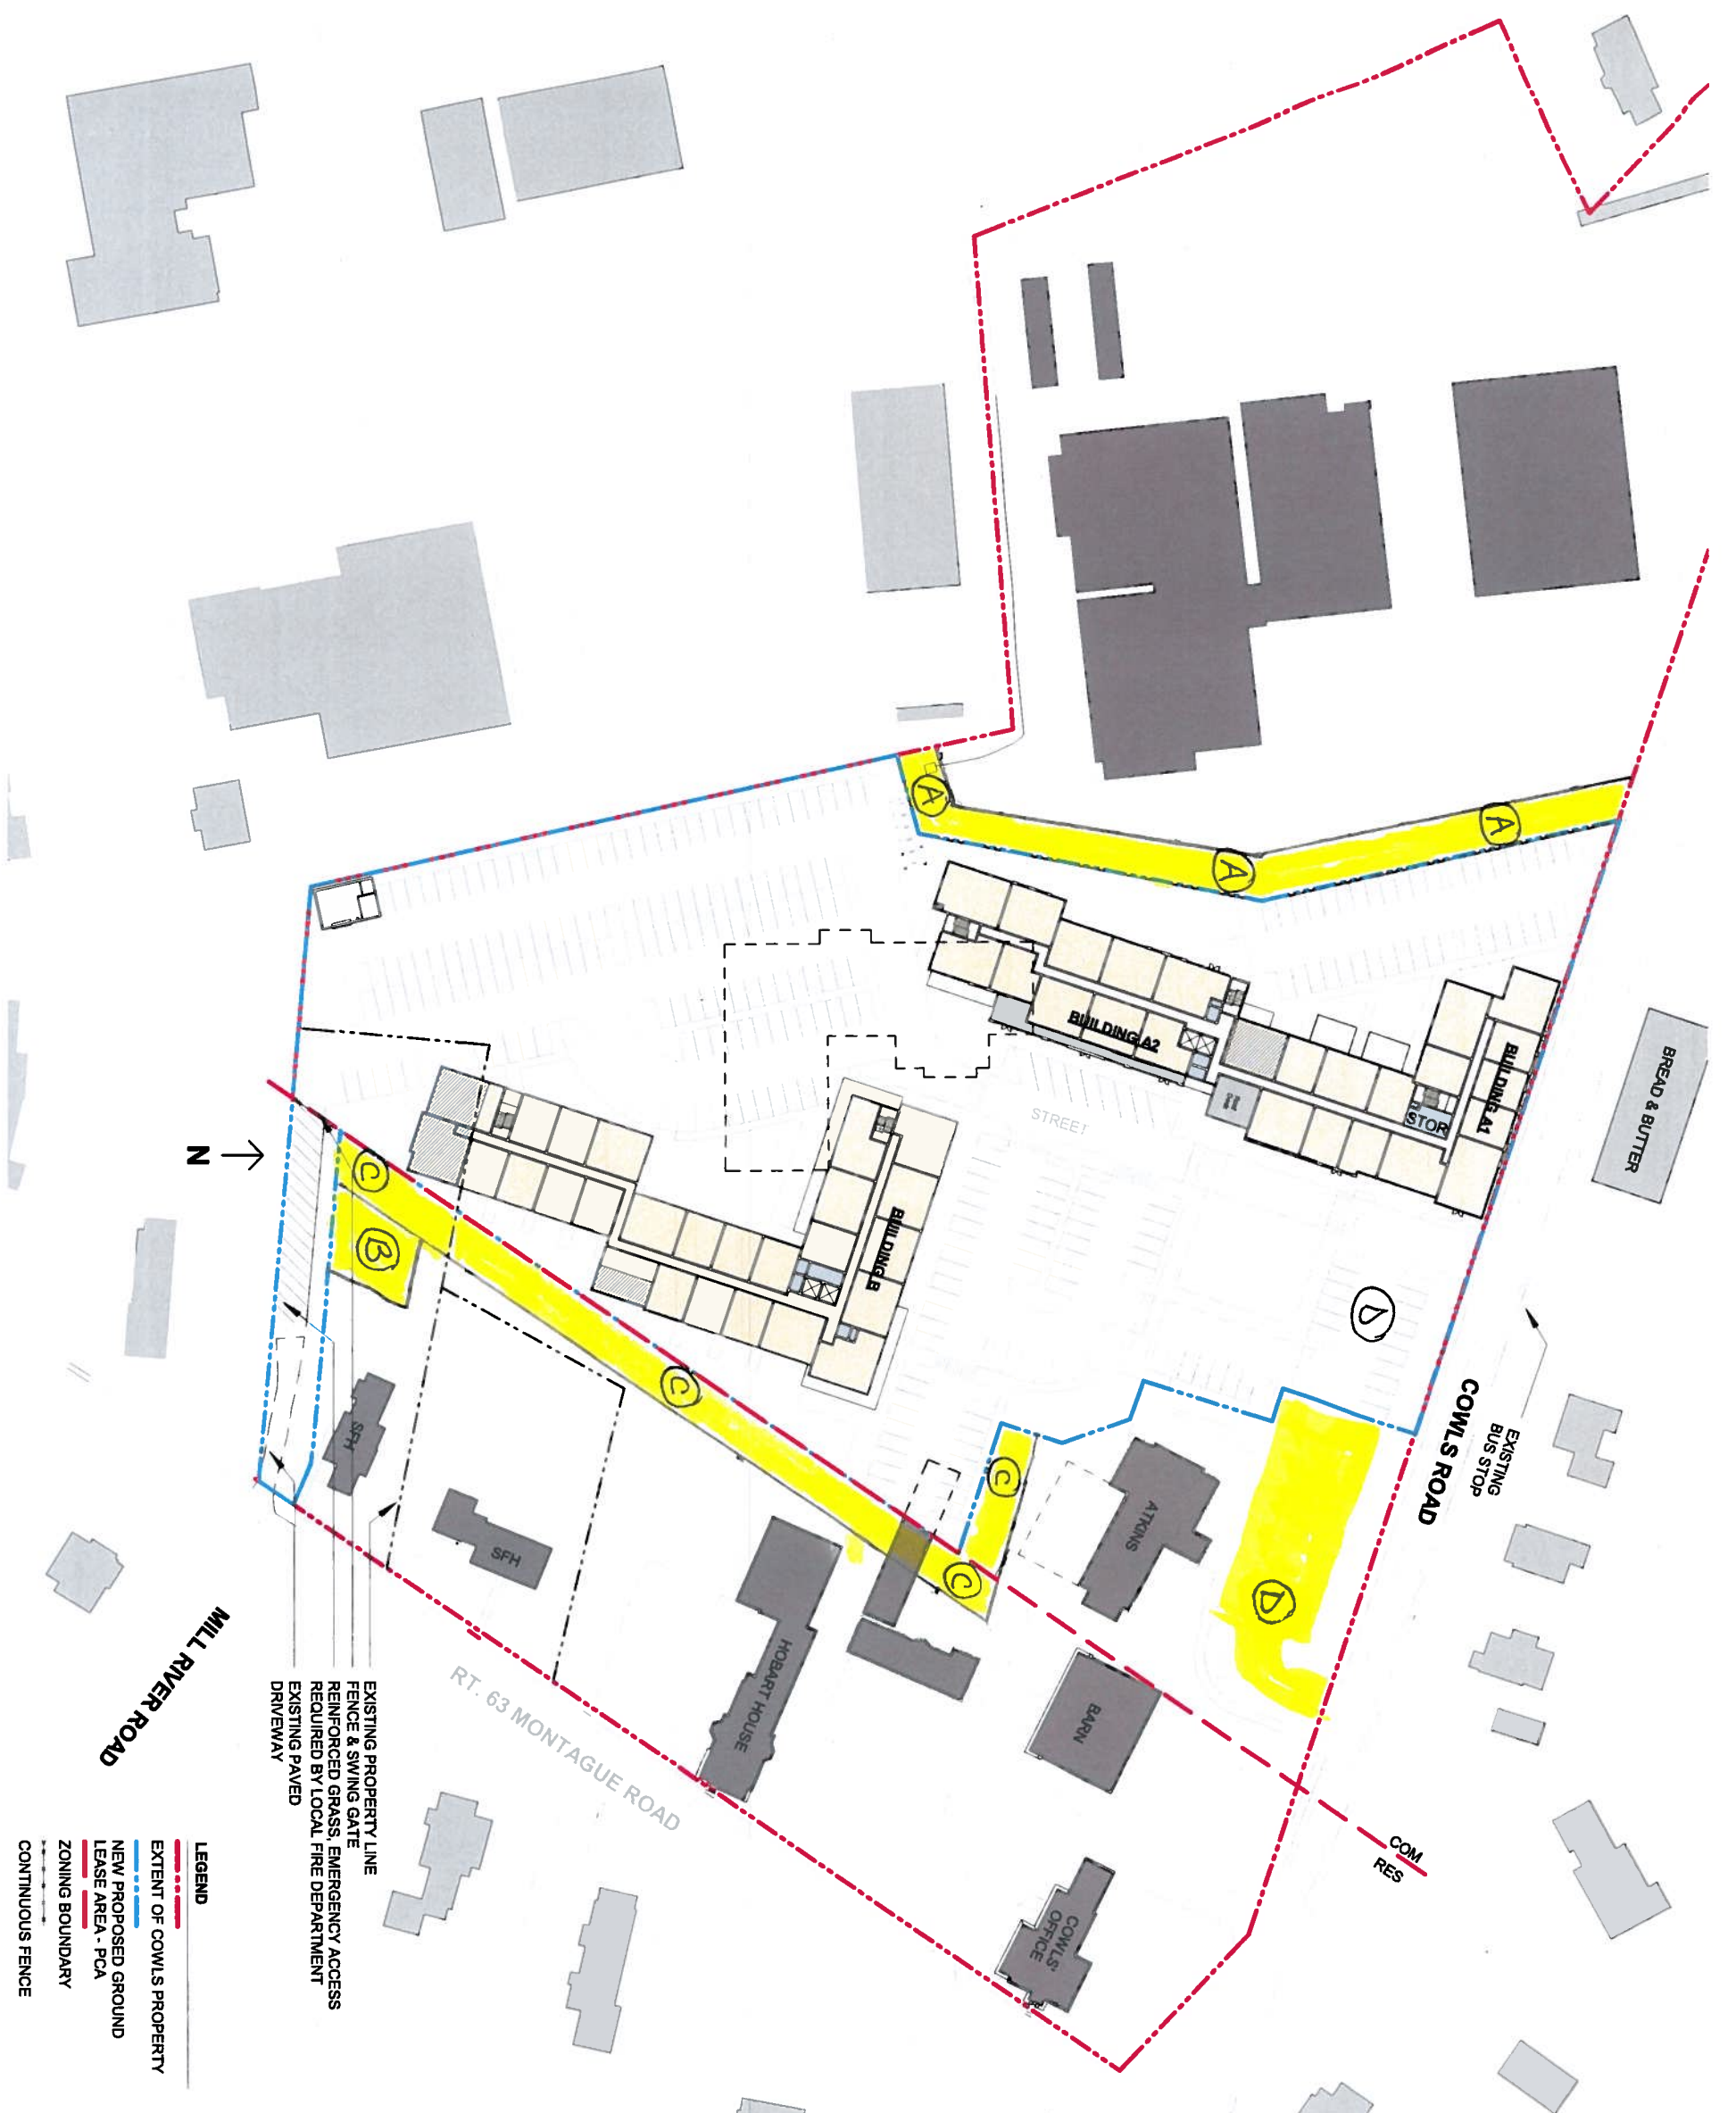 A
A
A
BUILDING A2
BUILDING A1
STOR
BREAD & BUTTER
STREET
N
C
B
BUILDING B
C
D
C
C
D
EXISTING
BUS STOP
COWLS ROAD
SFH
SFH
ATKINS
HOBART HOUSE
BARN
RT. 63 MONTAGUE ROAD
MILL RIVER ROAD
COWLS'
OFFICE
COM
RES
EXISTING PROPERTY LINE
FENCE & SWING GATE
REINFORCED GRASS, EMERGENCY ACCESS
REQUIRED BY LOCAL FIRE DEPARTMENT
EXISTING PAVED
DRIVEWAY
LEGEND
EXTENT OF COWLS PROPERTY
NEW PROPOSED GROUND
LEASE AREA - PCA
ZONING BOUNDARY
CONTINUOUS FENCE